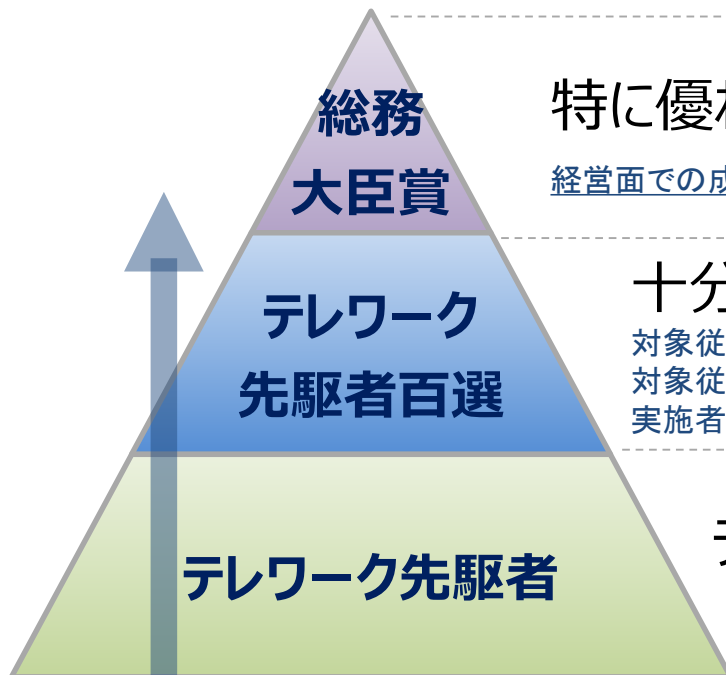 総務
大臣賞
特に優
経営面での
テレワーク
先駆者百選
十分
対象従
対象従
実施者
テレワーク先駆者